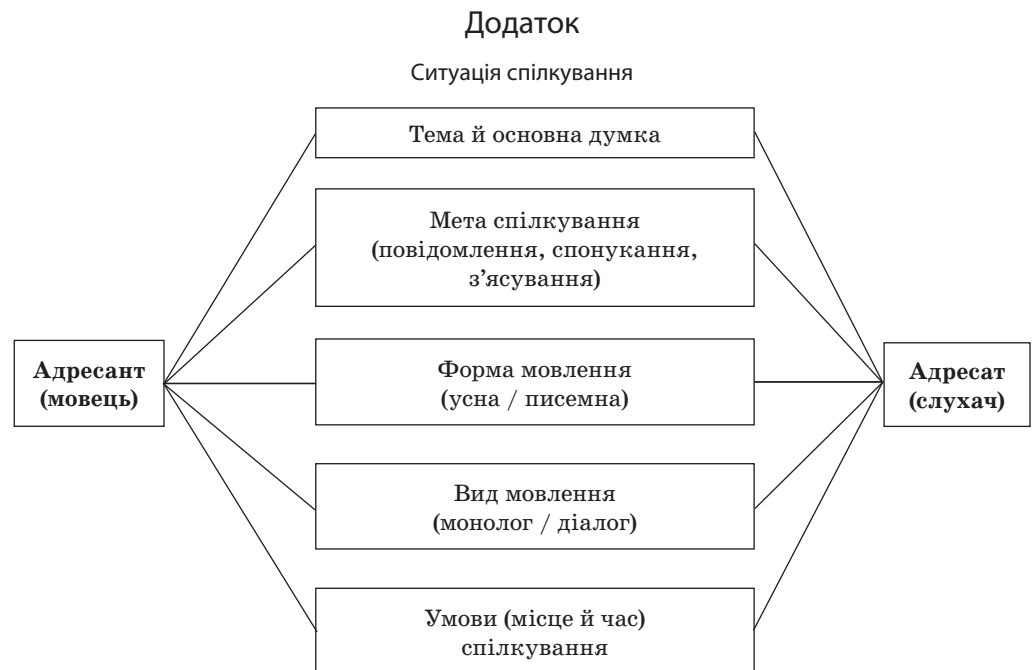 Додаток
Ситуація спілкування
Тема й основна думка
Мета спілкування
(повідомлення, спонукання,
з'ясування)
Адресант
(мовець)
Форма мовлення
(усна / писемна)
Адресат
(слухач)
Вид мовлення
(монолог / діалог)
Умови (місце й час)
спілкування